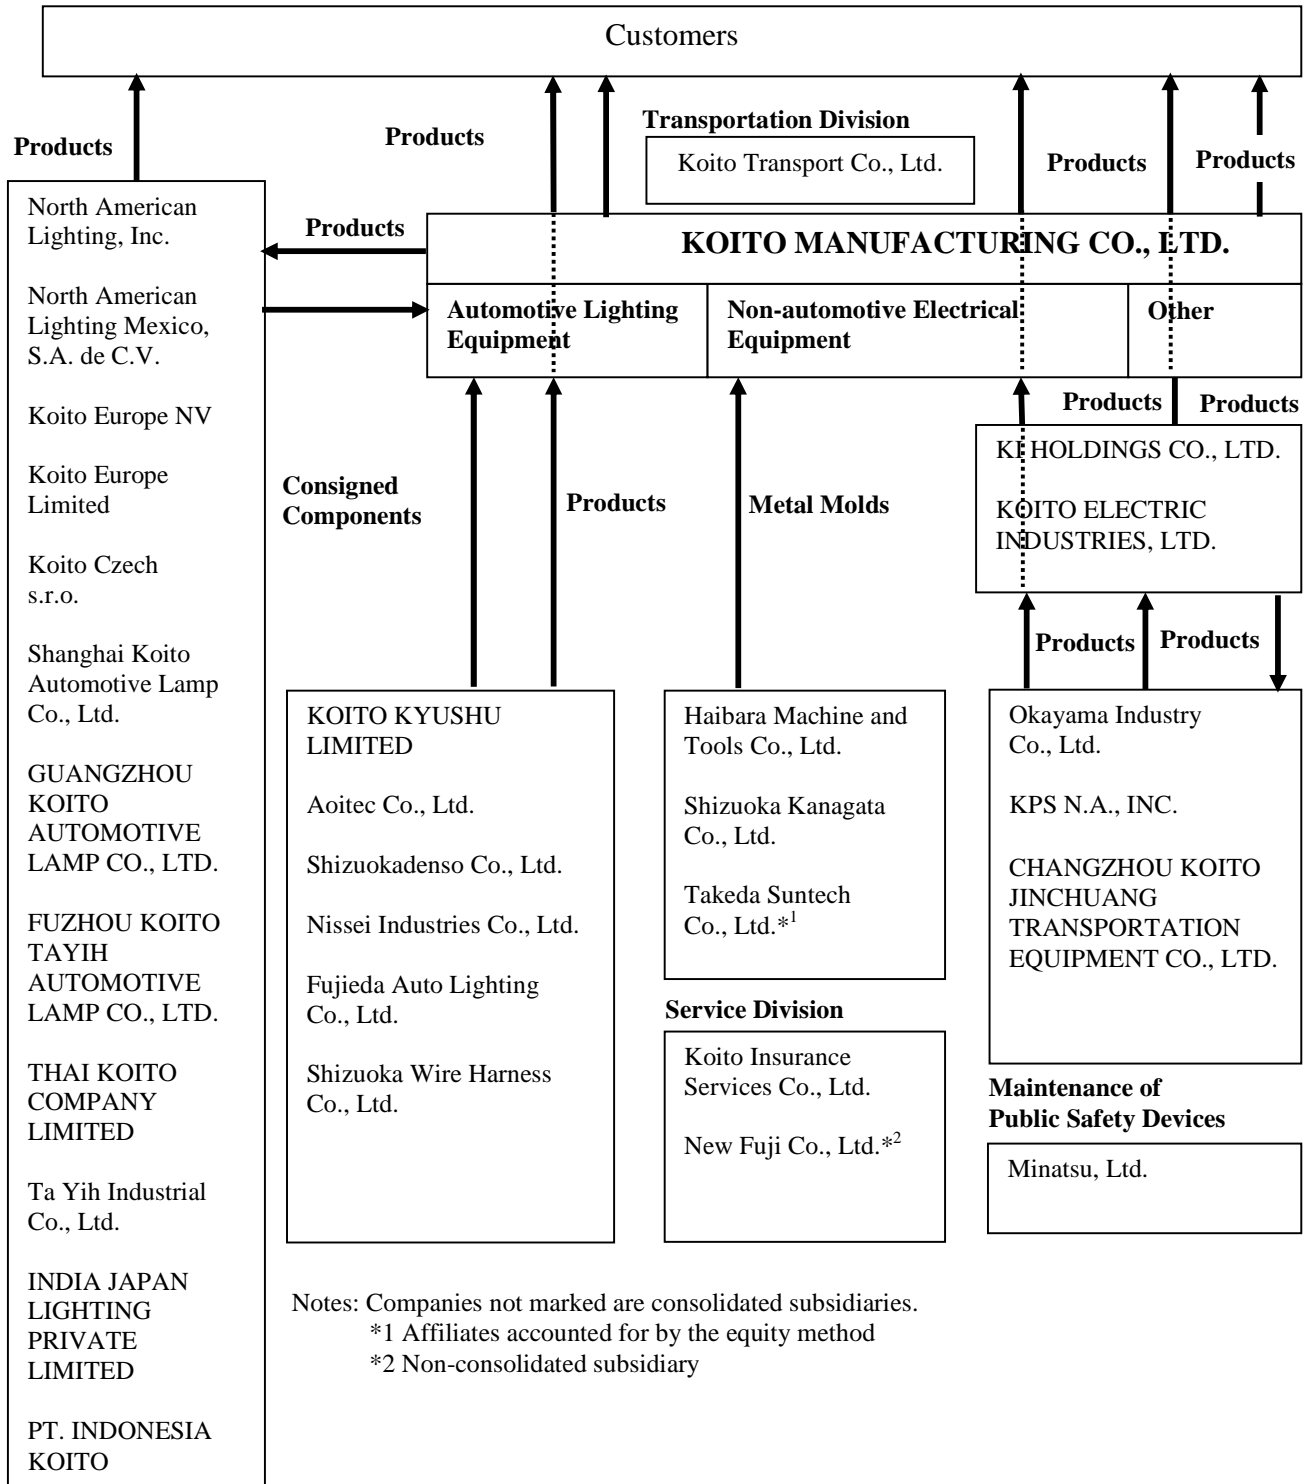 Customers
Products
Products
Transportation Division
Koito Transport Co., Ltd.
Products
Products
North American
Lighting, Inc.
North American
Lighting Mexico,
S.A. de C.V.
Koito Europe NV
Koito Europe
Limited
Koito Czech
s.r.o.
Shanghai Koito
Automotive Lamp
Co., Ltd.
GUANGZHOU
KOITO
AUTOMOTIVE
LAMP CO., LTD.
FUZHOU KOITO
TAYIH
AUTOMOTIVE
LAMP CO., LTD.
THAI KOITO
COMPANY
LIMITED
Ta Yih Industrial
Co., Ltd.
INDIA JAPAN
LIGHTING
PRIVATE
LIMITED
PT. INDONESIA
KOITO
Products
KOITO MANUFACTURING CO., LTD.
Automotive Lighting
Equipment
Non-automotive Electrical
Equipment
Other
Consigned
Components
Products
Metal Molds
Products
Products
KI HOLDINGS CO., LTD.
KOITO ELECTRIC
INDUSTRIES, LTD.
Products
Products
KOITO KYUSHU
LIMITED
Aoitec Co., Ltd.
Shizuokadenso Co., Ltd.
Nissei Industries Co., Ltd.
Fujieda Auto Lighting
Co., Ltd.
Shizuoka Wire Harness
Co., Ltd.
Haibara Machine and
Tools Co., Ltd.
Shizuoka Kanagata
Co., Ltd.
Takeda Suntech
Co., Ltd.*1
Service Division
Koito Insurance
Services Co., Ltd.
New Fuji Co., Ltd.*2
Okayama Industry
Co., Ltd.
KPS N.A., INC.
CHANGZHOU KOITO
JINCHUANG
TRANSPORTATION
EQUIPMENT CO., LTD.
Maintenance of
Public Safety Devices
Minatsu, Ltd.
Notes: Companies not marked are consolidated subsidiaries.
*1 Affiliates accounted for by the equity method
*2 Non-consolidated subsidiary